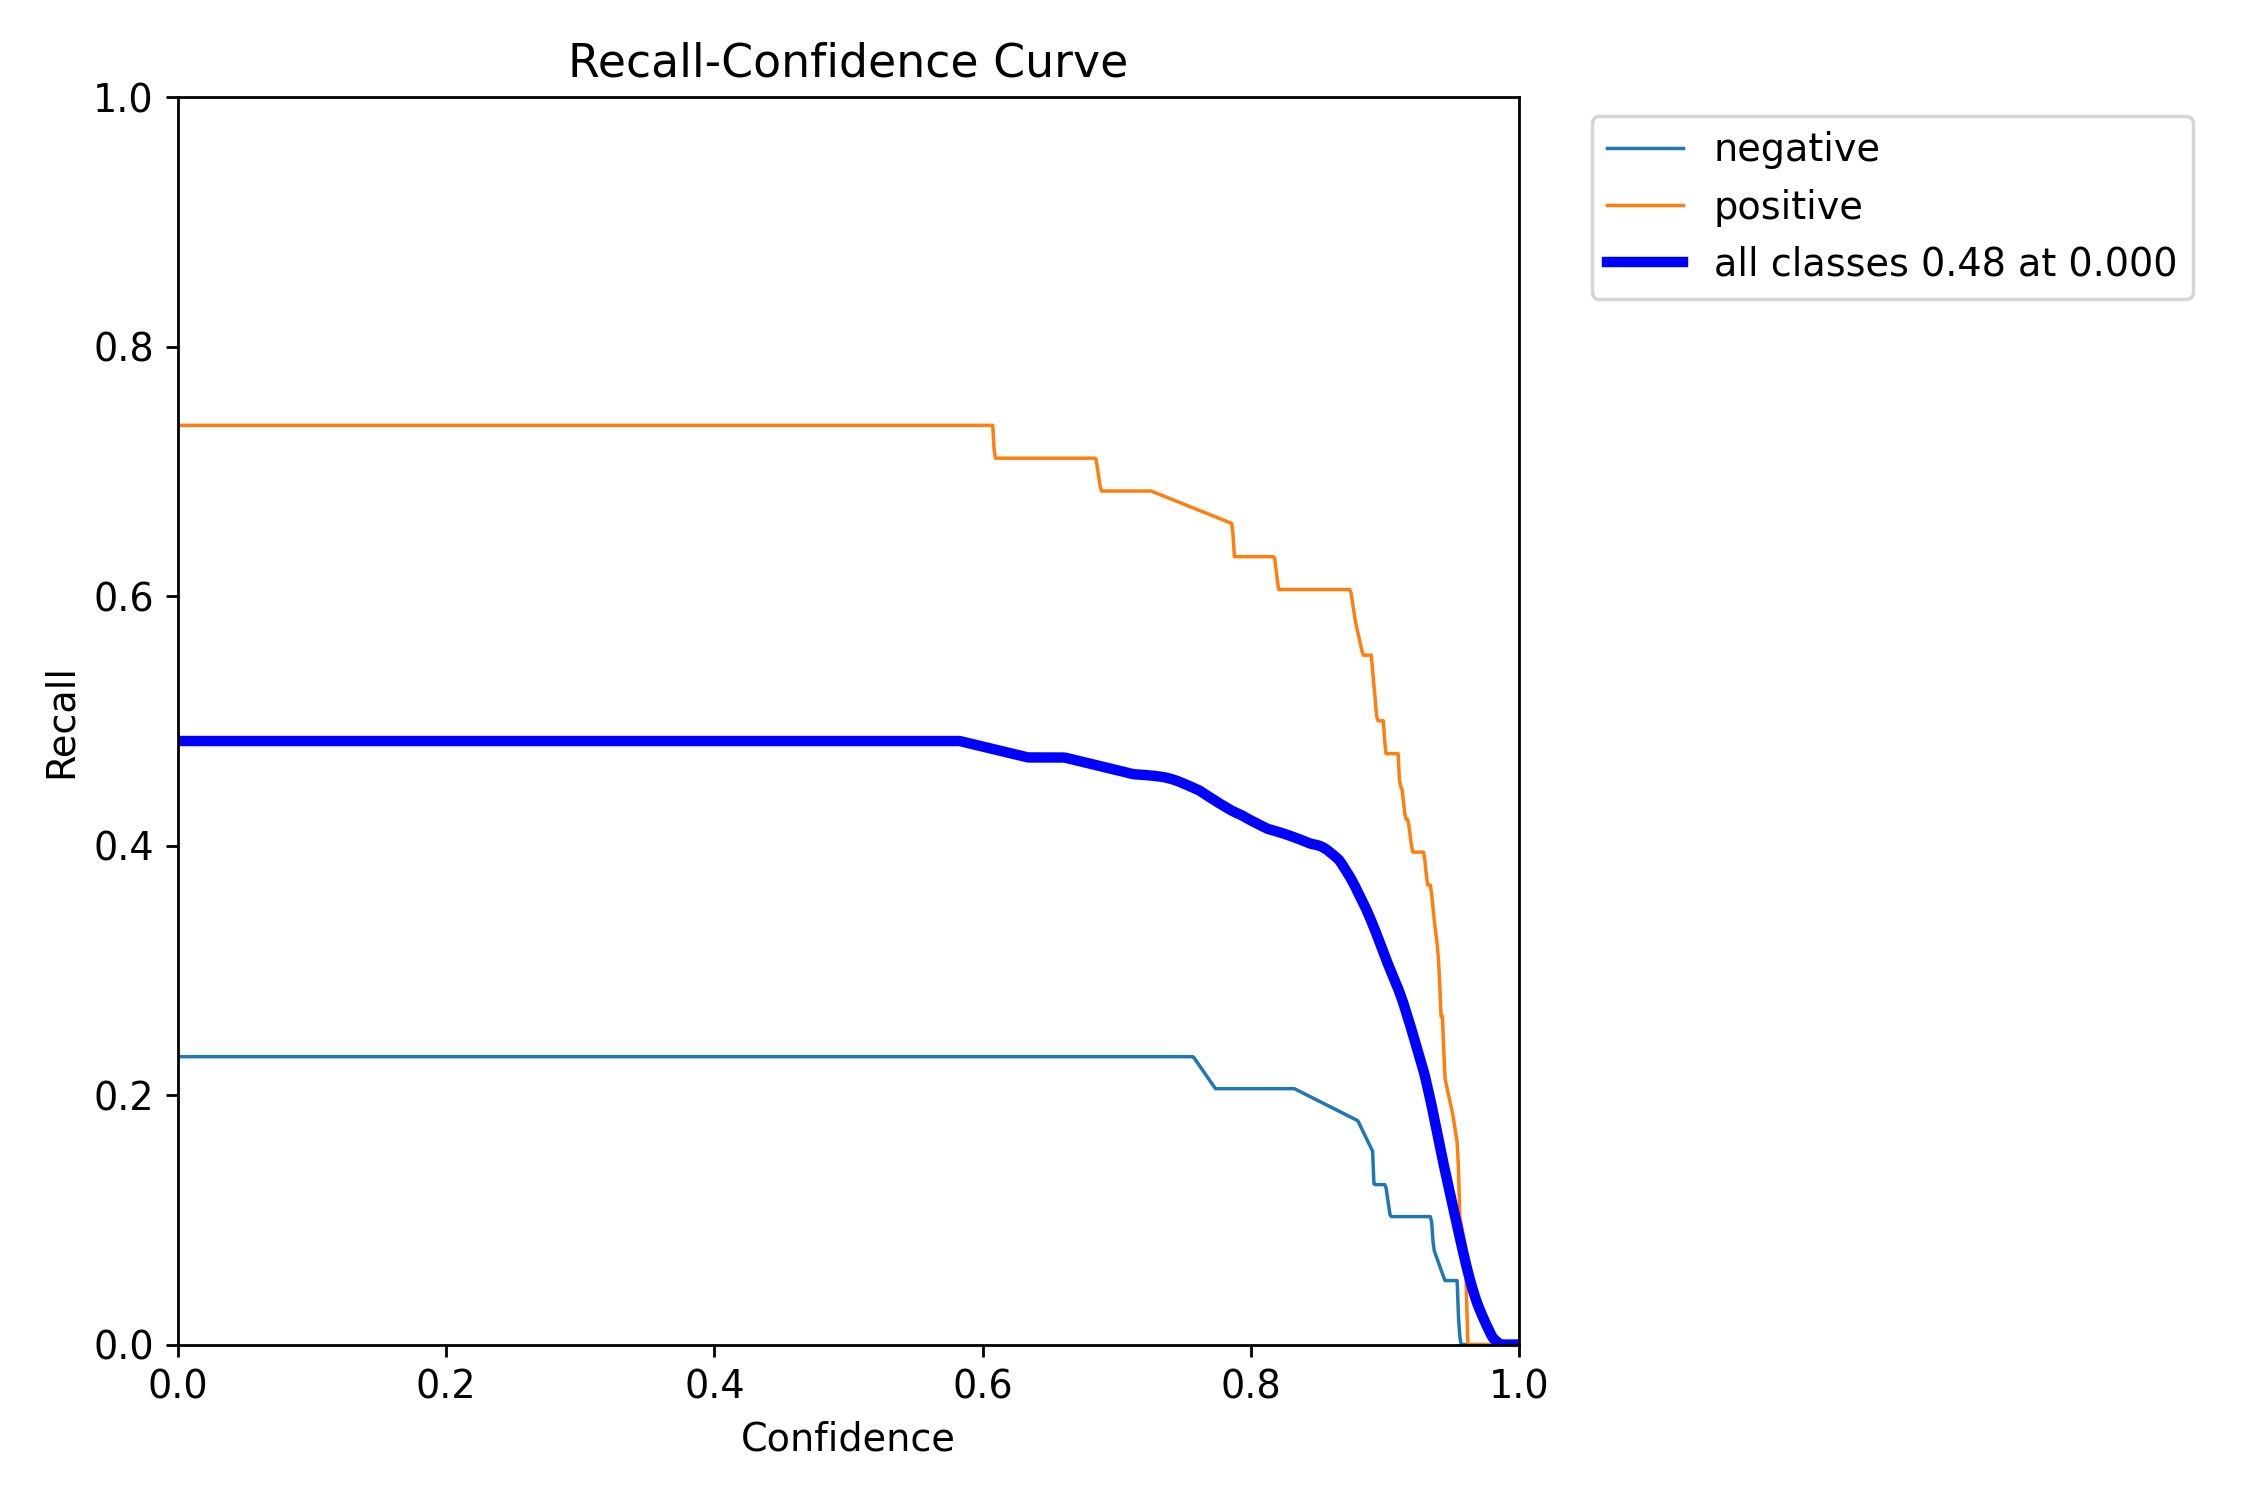 Recall-Confidence Curve
1.0
0.8
0.6
0.4
0.2
0.0
Recall
0.0 0.2 0.4 0.6 0.8 1.0
Confidence
negative
positive
all classes 0.48 at 0.000